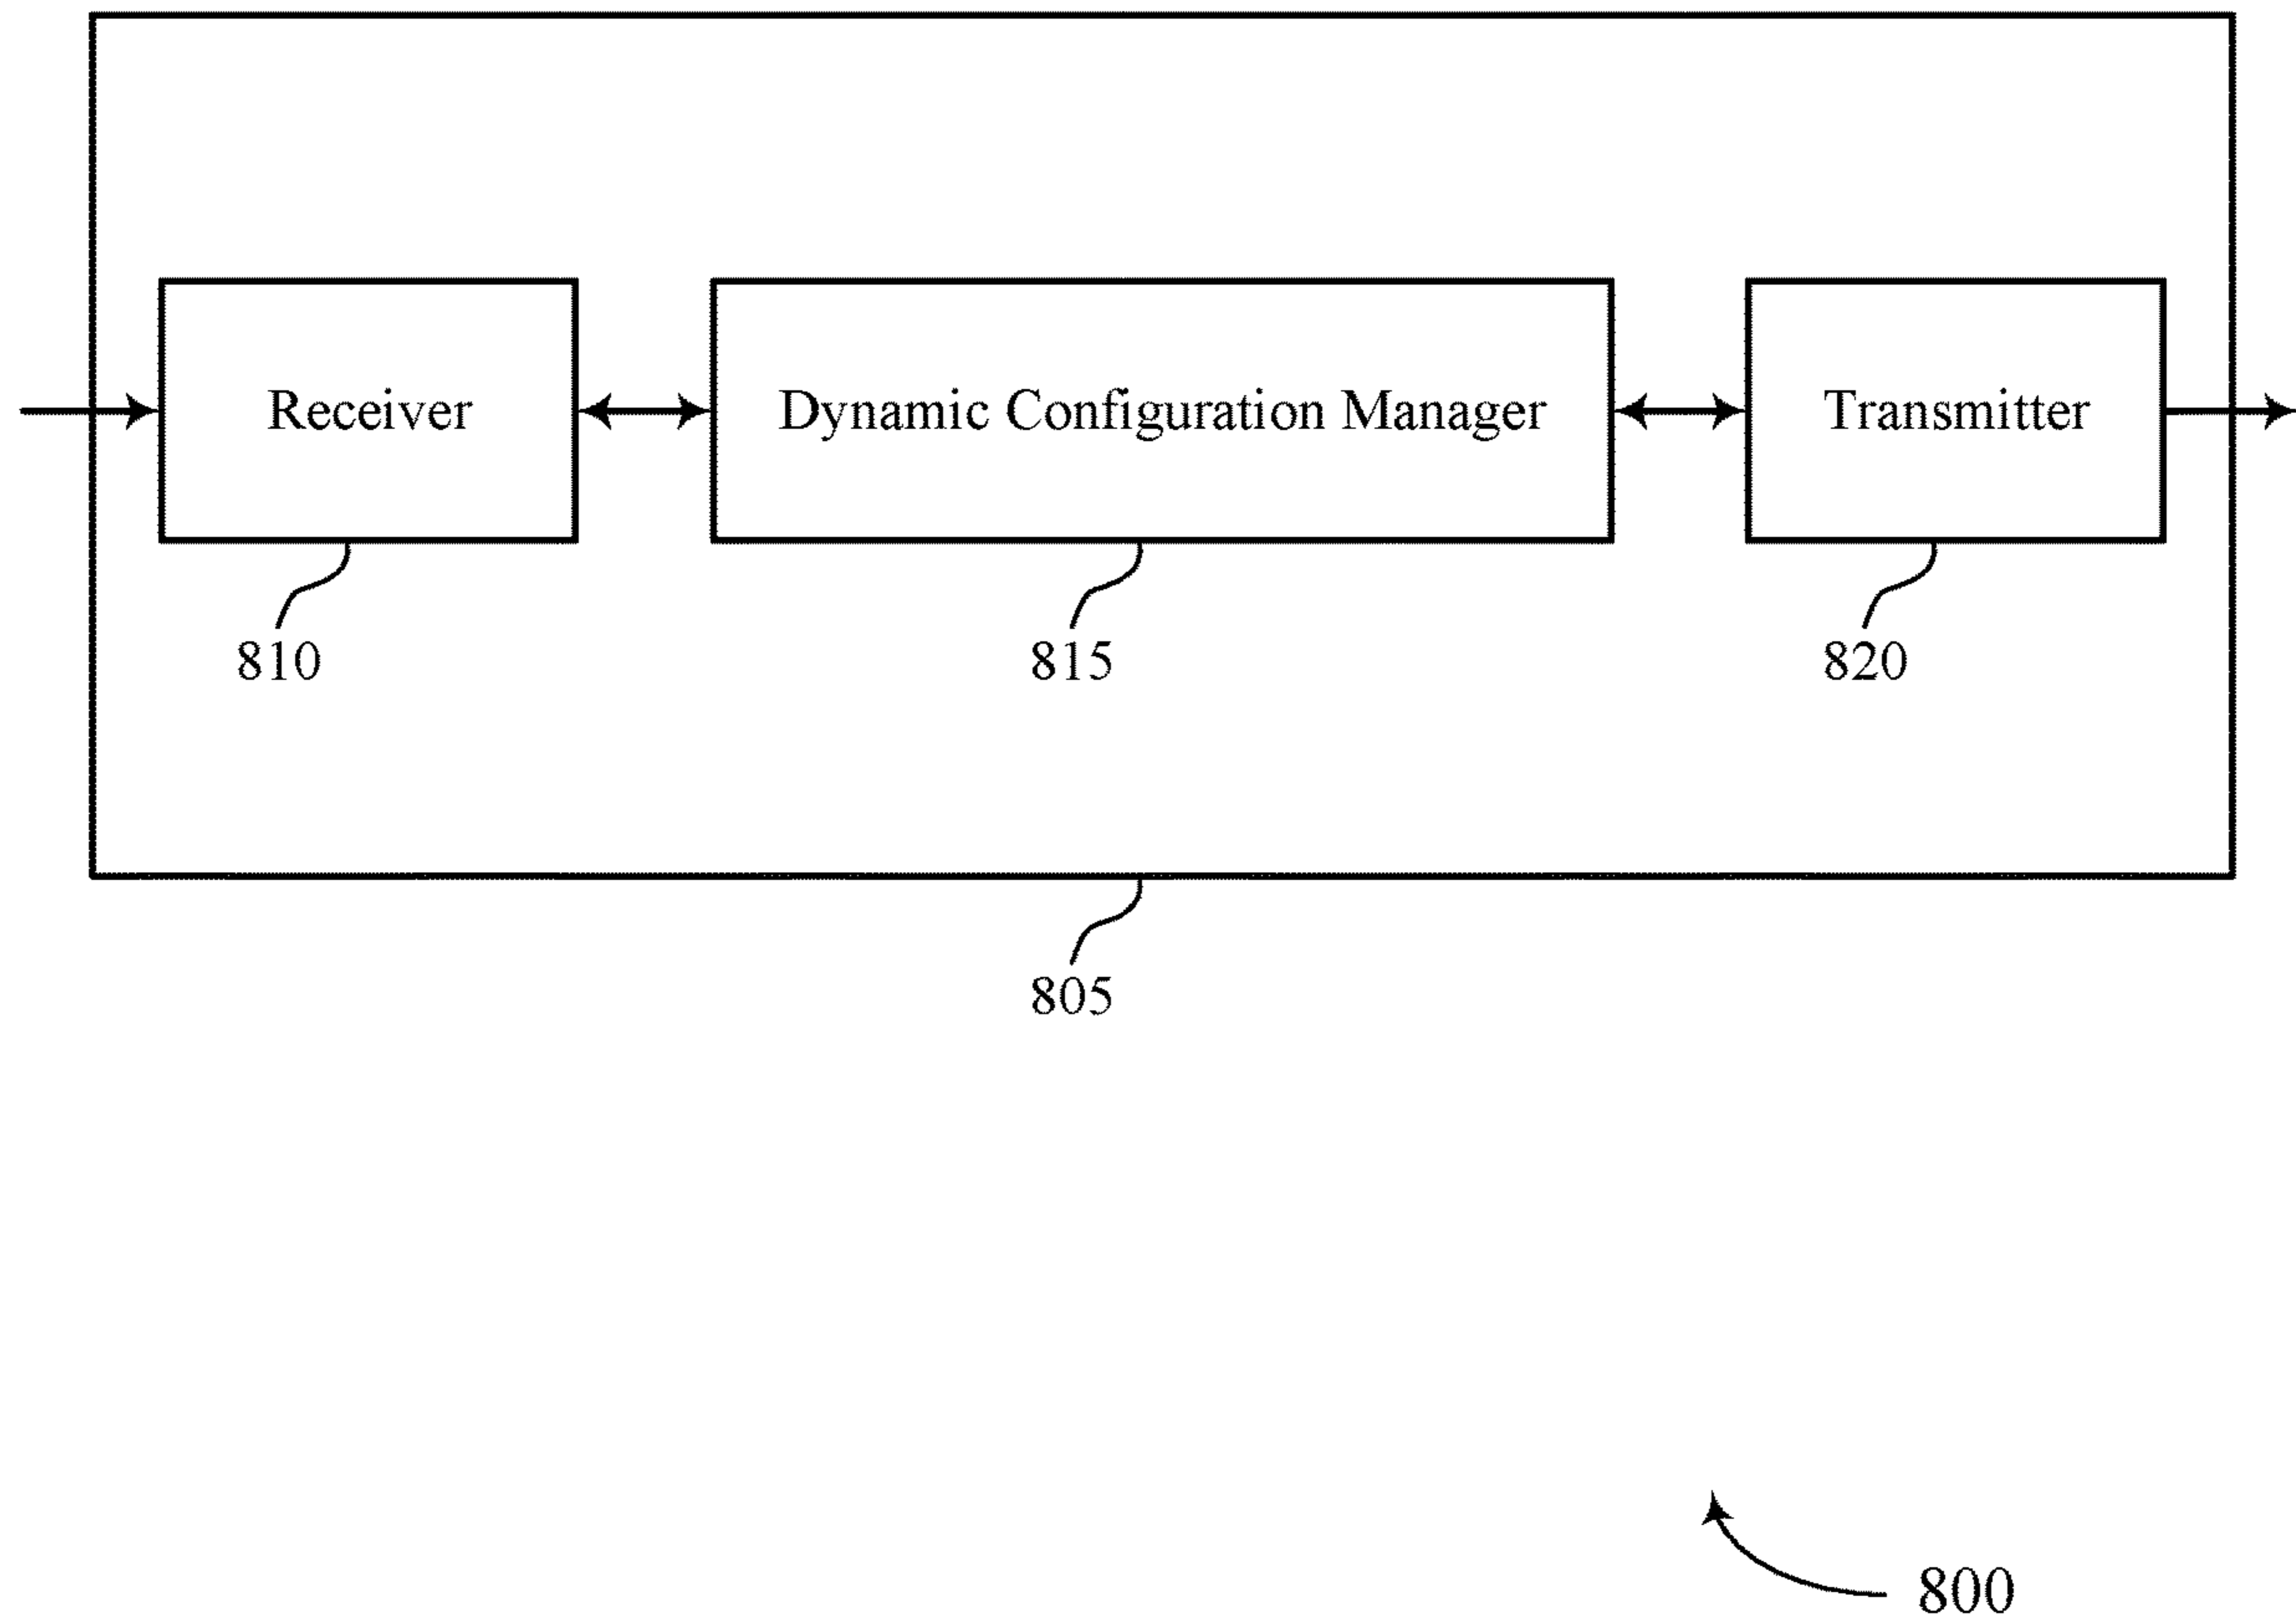 Receiver
Dynamic Configuration Manager
Transmitter
810
815
820
805
800